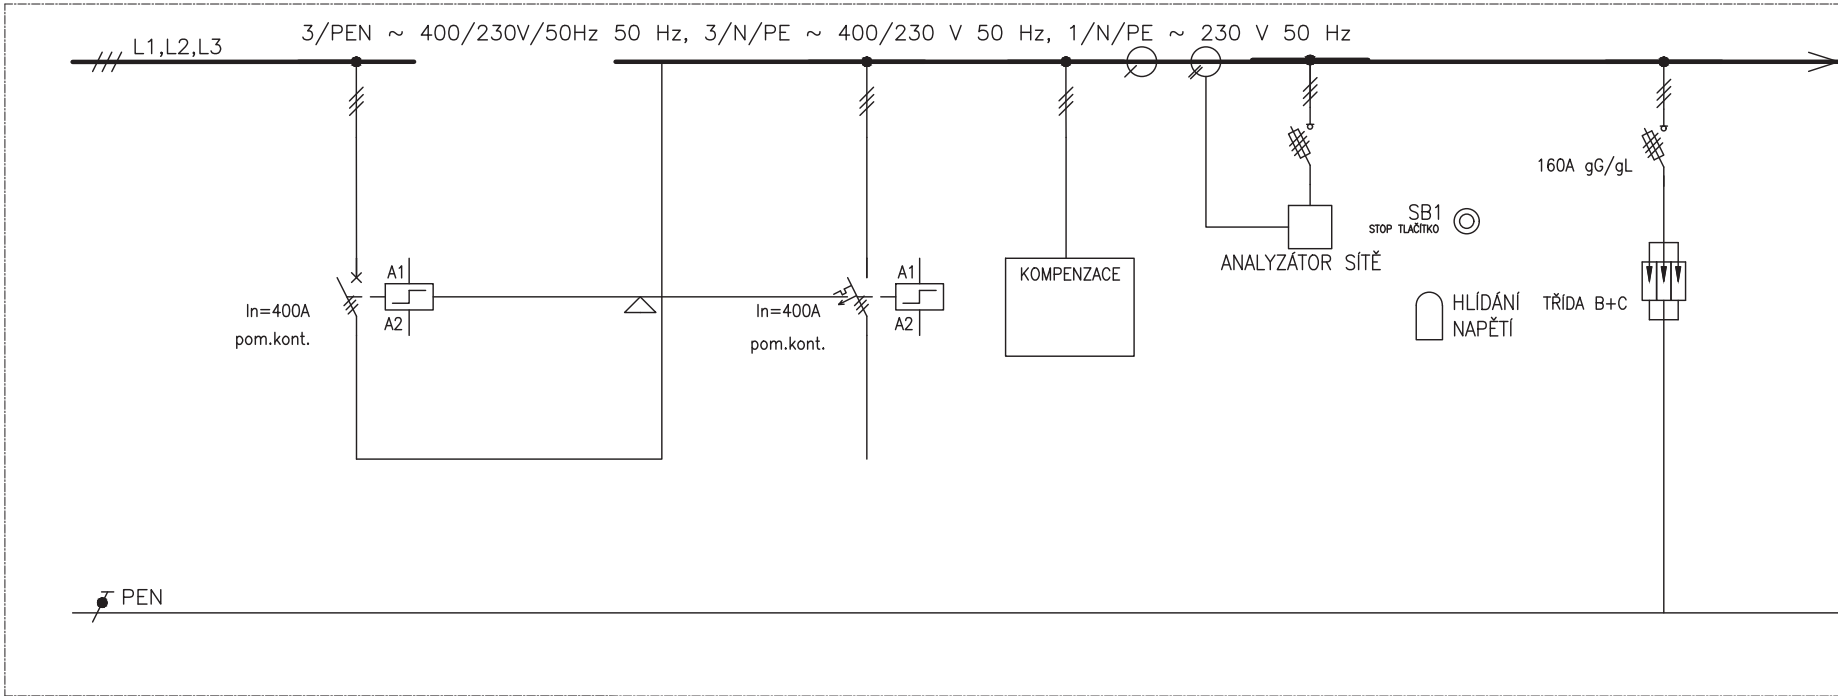 3/PEN ~ 400/230V/50Hz 50 Hz, 3/N/PE ~ 400/230 V 50 Hz, 1/N/PE ~ 230 V 50 Hz
L1,L2,L3
160A gG/gL
SB1
STOP TLAČÍTKO
ANALYZÁTOR SÍTĚ
A1
A1
KOMPENZACE
In=400A
In=400A
HLÍDÁNÍ
NAPĚTÍ
TŘÍDA B+C
A2
A2
pom.kont.
pom.kont.
PEN